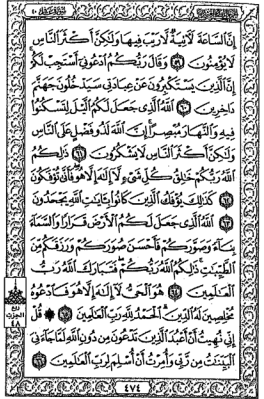 إِنَّ ٱلسَّاعَةَ لَأٓتِيَةٌ لَّا رَيْبَ فِيهَا وَلَٰكِنَّ أَكْثَرَ ٱلنَّاسِ
لَا يُؤْمِنُونَ ٥٩ وَقَالَ رَبُّكُمُ ٱدْعُونِىٓ أَسْتَجِبْ لَكُمْ
إِنَّ ٱلَّذِينَ يَسْتَكْبِرُونَ عَنْ عِبَادَتِى سَيَدْخُلُونَ جَهَنَّمَ
دَاخِرِينَ ٦٠ ٱللَّهُ ٱلَّذِى جَعَلَ لَكُمُ ٱلَّيْلَ لِتَسْكُنُوا۟
فِيهِ وَٱلنَّهَارَ مُبْصِرًا إِنَّ ٱللَّهَ لَذُو فَضْلٍ عَلَى ٱلنَّاسِ
وَلَٰكِنَّ أَكْثَرَ ٱلنَّاسِ لَا يَشْكُرُونَ ٦١ ذَٰلِكُمُ
ٱللَّهُ رَبُّكُمْ خَٰلِقُ كُلِّ شَىْءٍ لَّآ إِلَٰهَ إِلَّا هُوَ فَأَنَّىٰ تُؤْفَكُونَ
٦٢ كَذَٰلِكَ يُؤْفَكُ ٱلَّذِينَ كَانُوا۟ بِـَٔايَٰتِ ٱللَّهِ يَجْحَدُونَ
٦٣ ٱللَّهُ ٱلَّذِى جَعَلَ لَكُمُ ٱلْأَرْضَ قَرَارًا وَٱلسَّمَآءَ
بِنَآءً وَصَوَّرَكُمْ فَأَحْسَنَ صُوَرَكُمْ وَرَزَقَكُم مِّنَ
ٱلطَّيِّبَٰتِ ذَٰلِكُمُ ٱللَّهُ رَبُّكُمْ فَتَبَارَكَ ٱللَّهُ رَبُّ
ٱلْعَٰلَمِينَ ٦٤ هُوَ ٱلْحَىُّ لَآ إِلَٰهَ إِلَّا هُوَ فَٱدْعُوهُ
مُخْلِصِينَ لَهُ ٱلدِّينَ ٱلْحَمْدُ لِلَّهِ رَبِّ ٱلْعَٰلَمِينَ ٦٥ ۞ قُلْ
إِنِّى نُهِيتُ أَنْ أَعْبُدَ ٱلَّذِينَ تَدْعُونَ مِن دُونِ ٱللَّهِ لَمَّا جَآءَنِىَ
ٱلْبَيِّنَٰتُ مِن رَّبِّى وَأُمِرْتُ أَنْ أُسْلِمَ لِرَبِّ ٱلْعَٰلَمِينَ ٦٦
ربع
الحزب
٤٨
٤٧٤